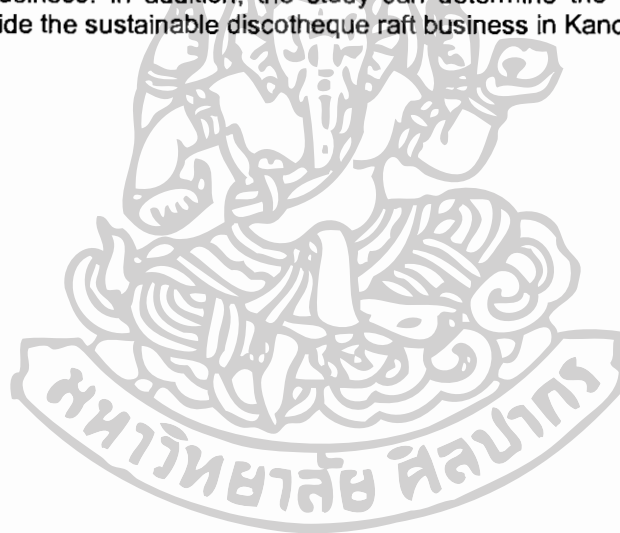 business. In addition, the study can determine the
ide the sustainable discotheque raft business in Kanc
มหาวิทยาลัย ศิลปากร